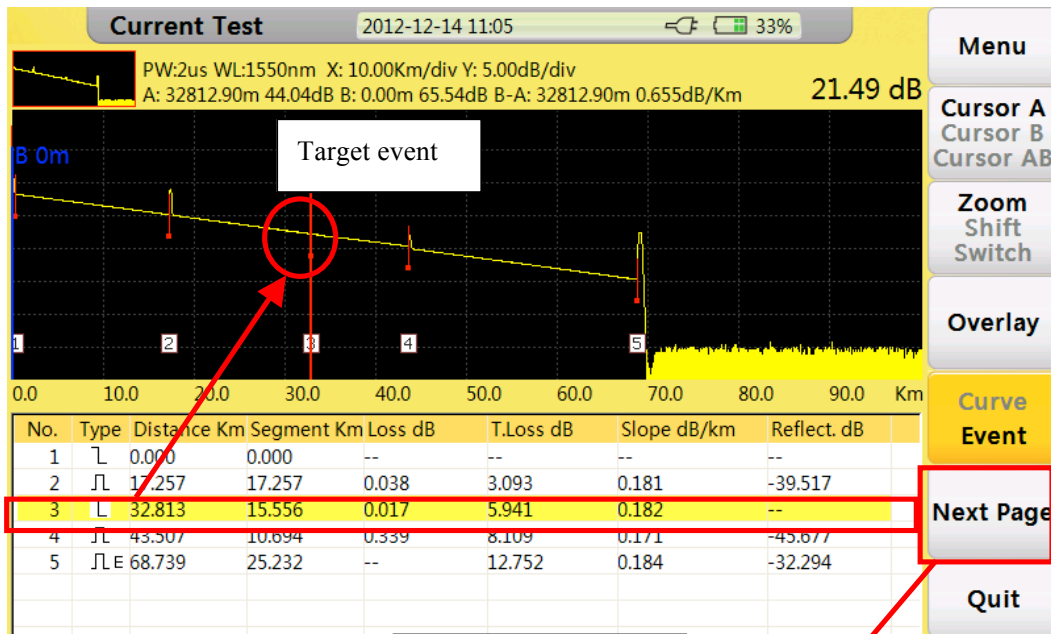 Current Test 2012-12-14 11:05 33%
PW:2us WL:1550nm X: 10.00Km/div Y: 5.00dB/div
A: 32812.90m 44.04dB B: 0.00m 65.54dB B-A: 32812.90m 0.655dB/Km 21.49 dB
B 0m
Target event
1 2 3 4 5
0.0 10.0 20.0 30.0 40.0 50.0 60.0 70.0 80.0 90.0 Km
No. Type Distance Km Segment Km Loss dB T.Loss dB Slope dB/km Reflect. dB
1 0.000 0.000 -- -- -- --
2 17.257 17.257 0.038 3.093 0.181 -39.517
3 32.813 15.556 0.017 5.941 0.182 --
4 43.507 10.694 0.339 8.109 0.171 -45.677
5 E 68.739 25.232 -- 12.752 0.184 -32.294
Menu
Cursor A
Cursor B
Cursor AB
Zoom
Shift
Switch
Overlay
Curve
Event
Next Page
Quit